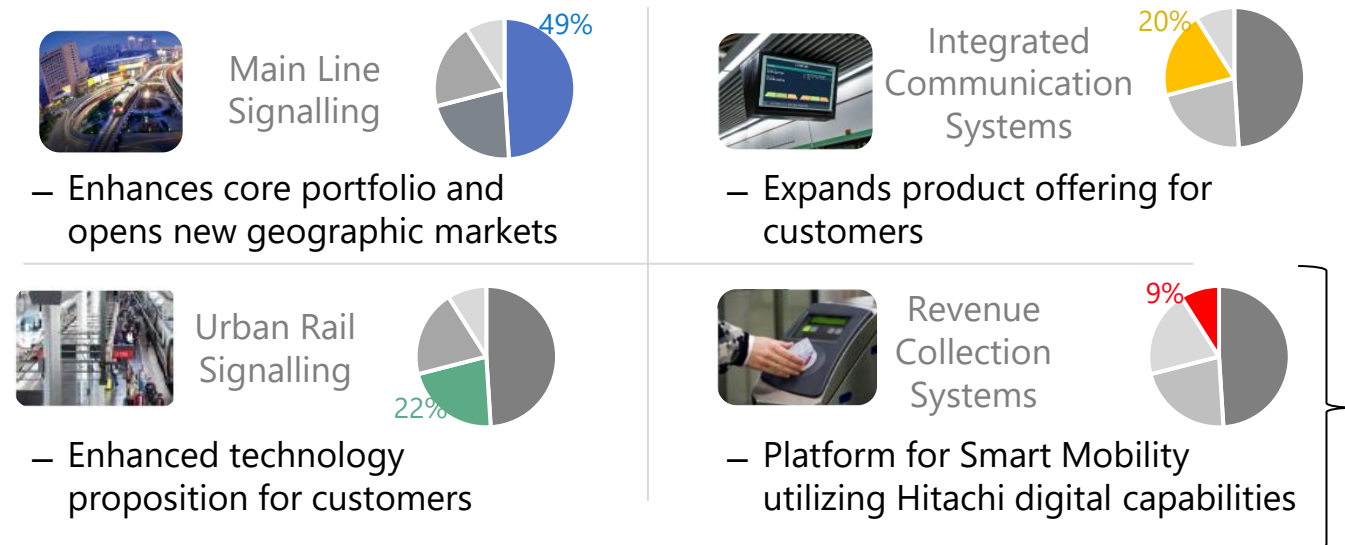 49%
Main Line
Signalling
– Enhances core portfolio and
opens new geographic markets
20%
Integrated
Communication
Systems
– Expands product offering for
customers
Urban Rail
Signalling
22%
– Enhanced technology
proposition for customers
9%
Revenue
Collection
Systems
– Platform for Smart Mobility
utilizing Hitachi digital capabilities